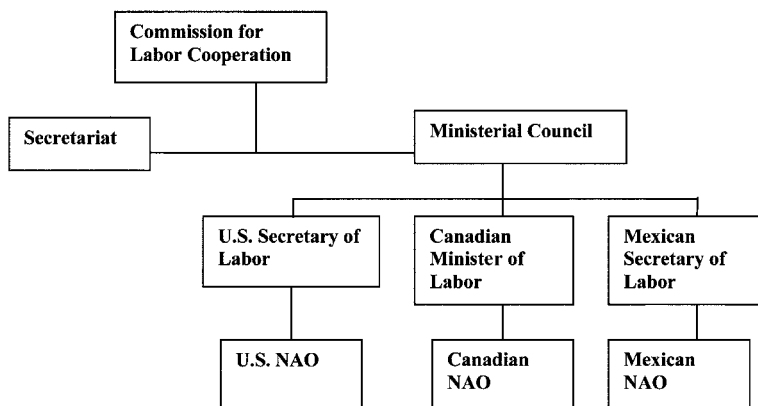 Commission for
Labor Cooperation
Secretariat
Ministerial Council
U.S. Secretary of
Labor
Canadian
Minister of
Labor
Mexican
Secretary of
Labor
U.S. NAO
Canadian
NAO
Mexican
NAO